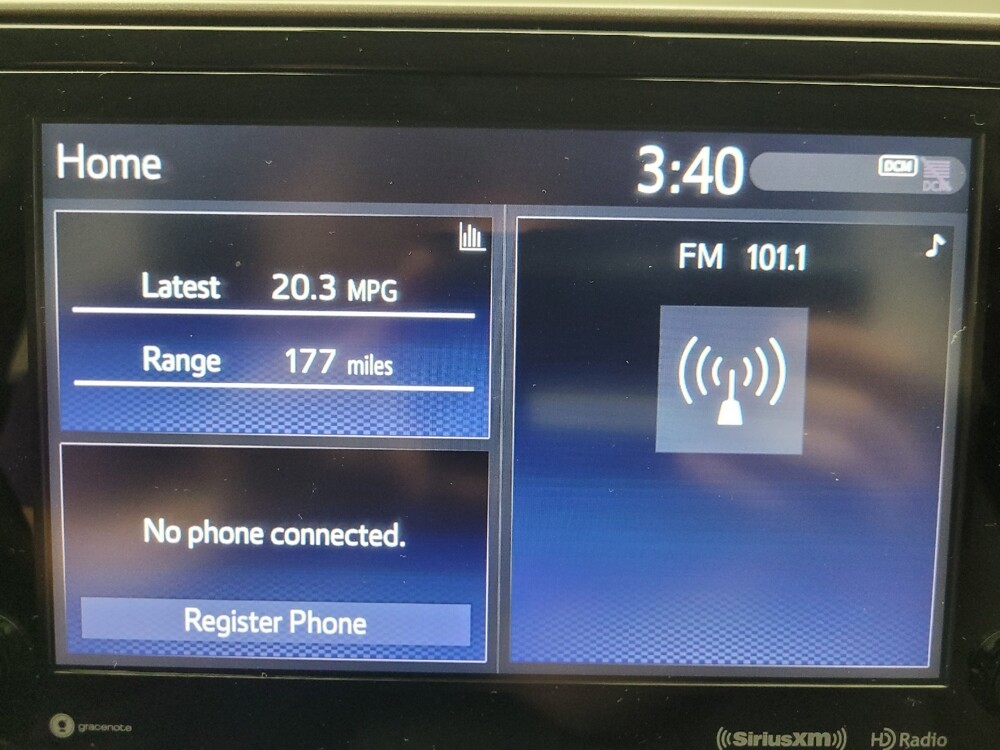 Home
3:40
DCM
DCM
Latest 20.3 MPG
Range 177 miles
FM 101.1
No phone connected.
Register Phone
gracenote
SiriusXM
HD Radio